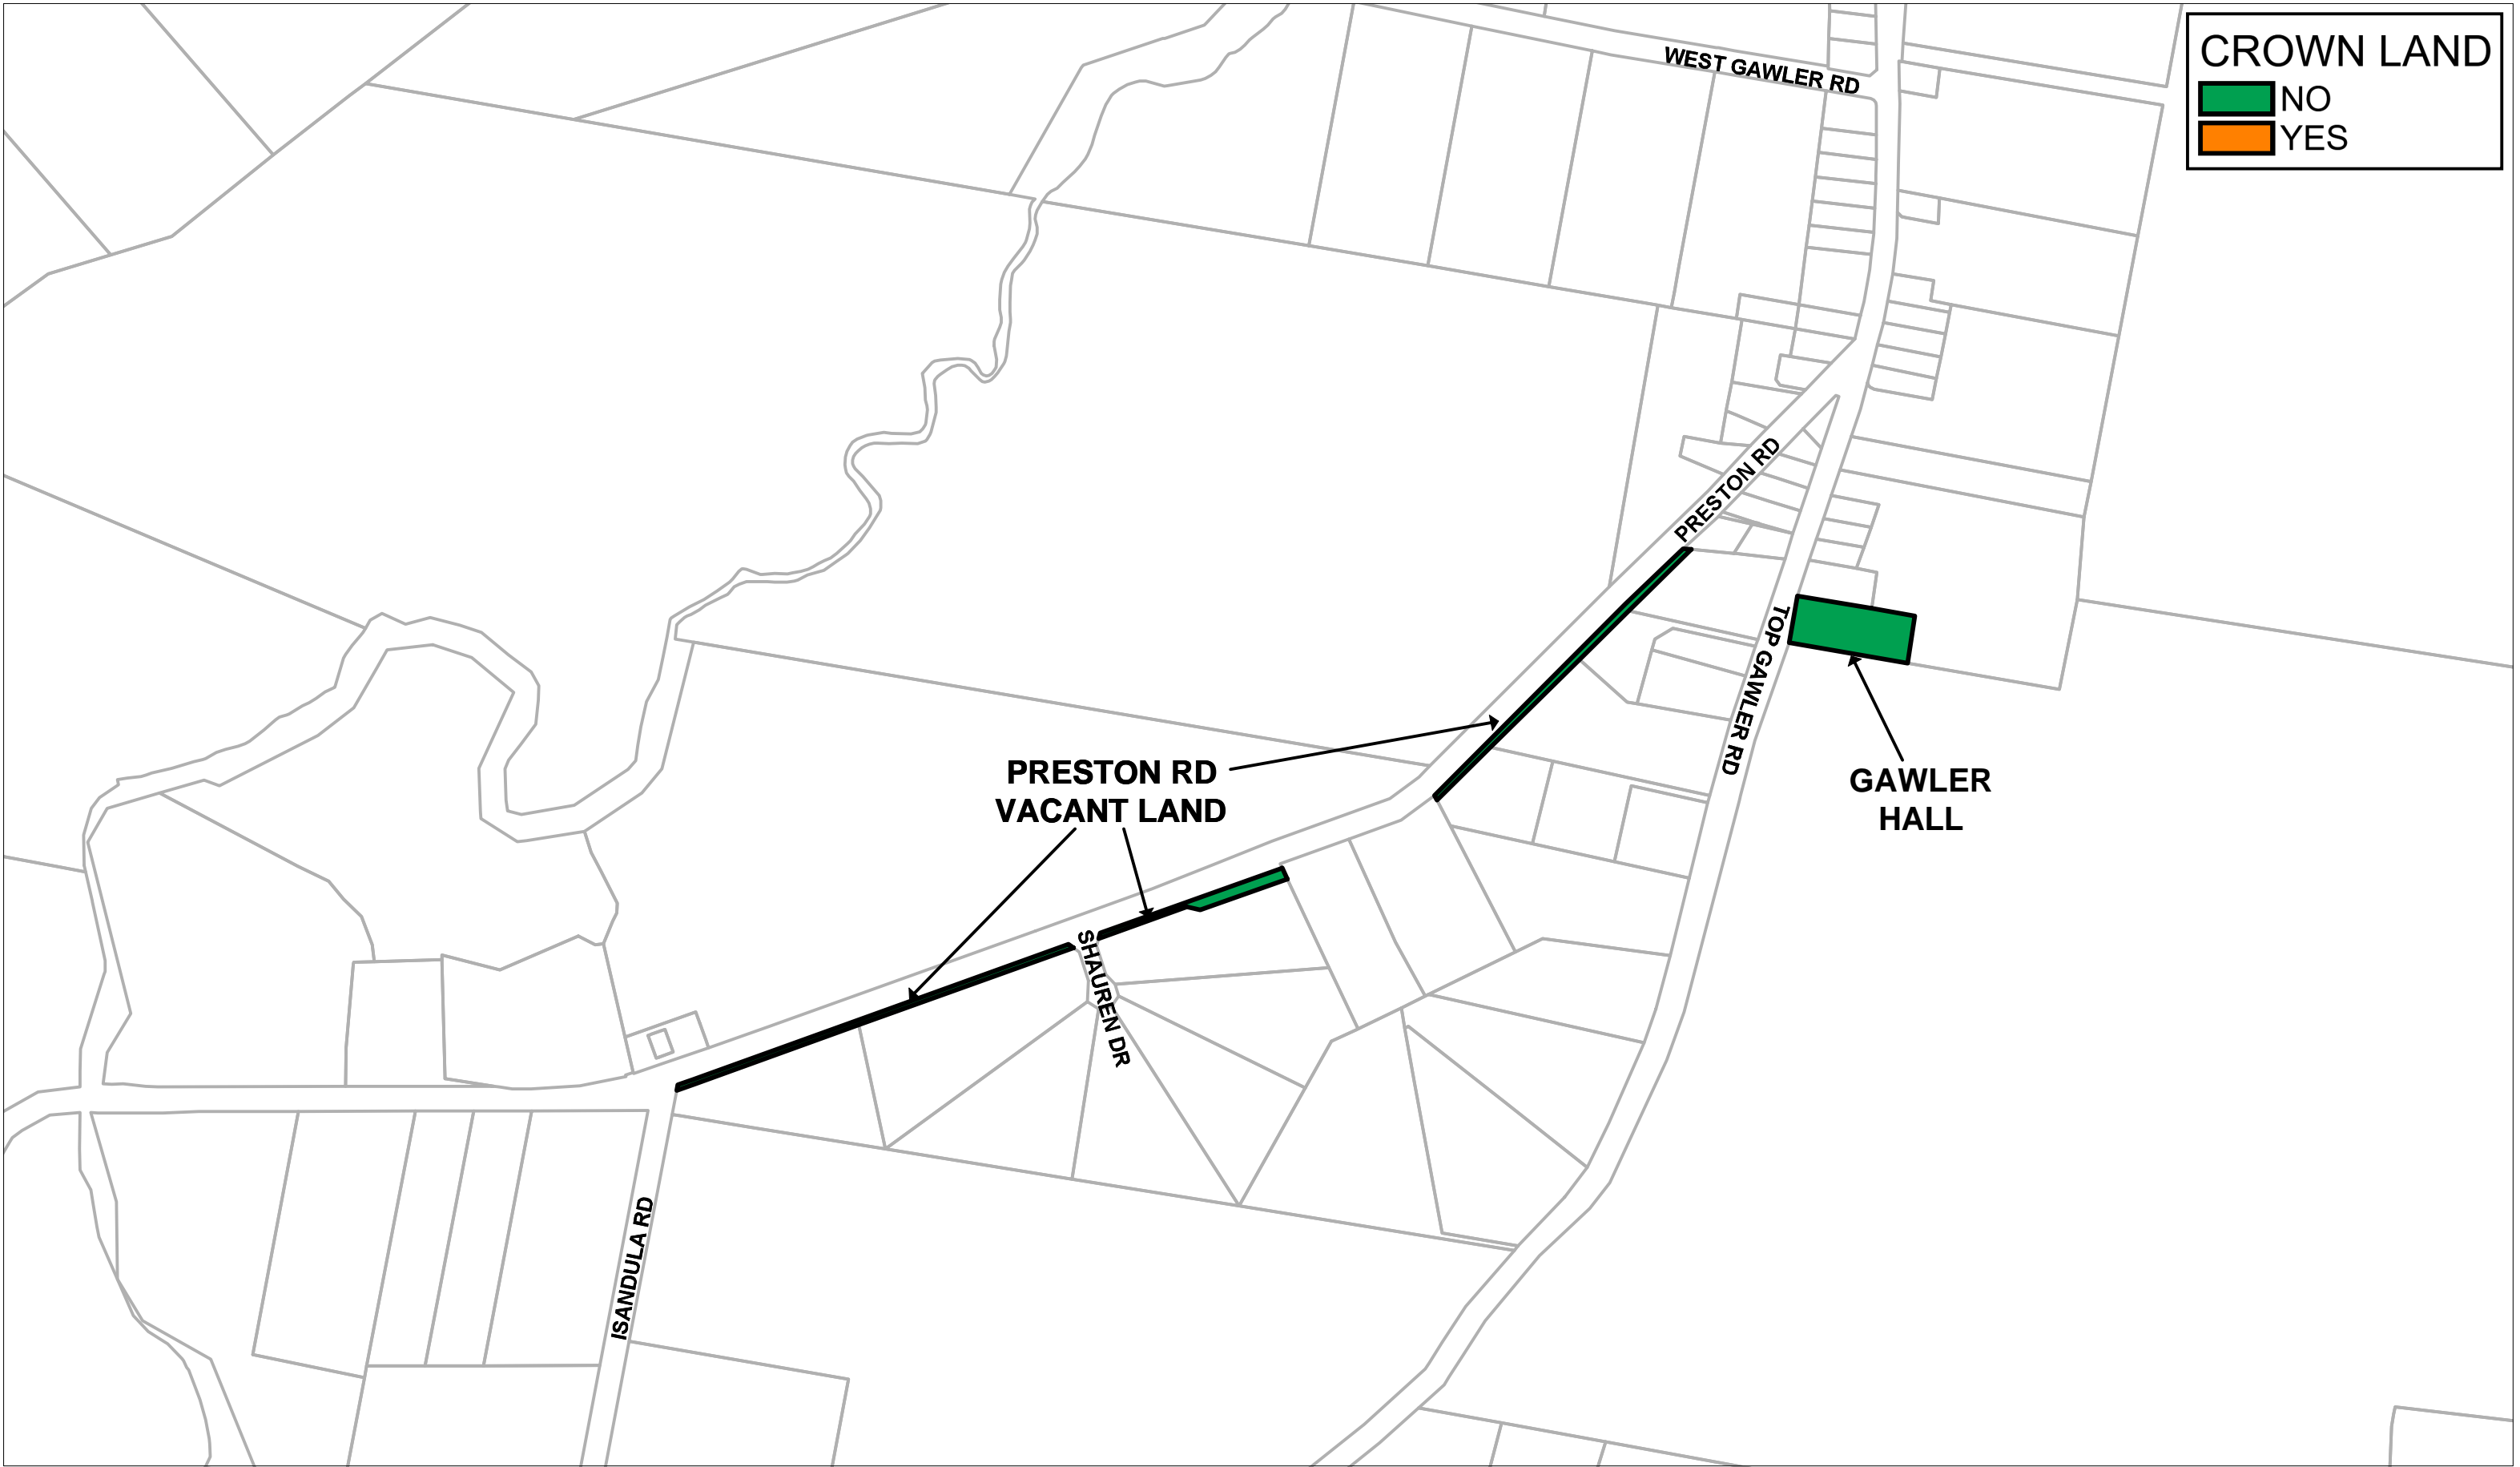 CROWN LAND
NO
YES
WEST GAWLER RD
PRESTON RD
TOP GAWLER RD
PRESTON RD
VACANT LAND
GAWLER
HALL
SHAUREN DR
ISANDULA RD